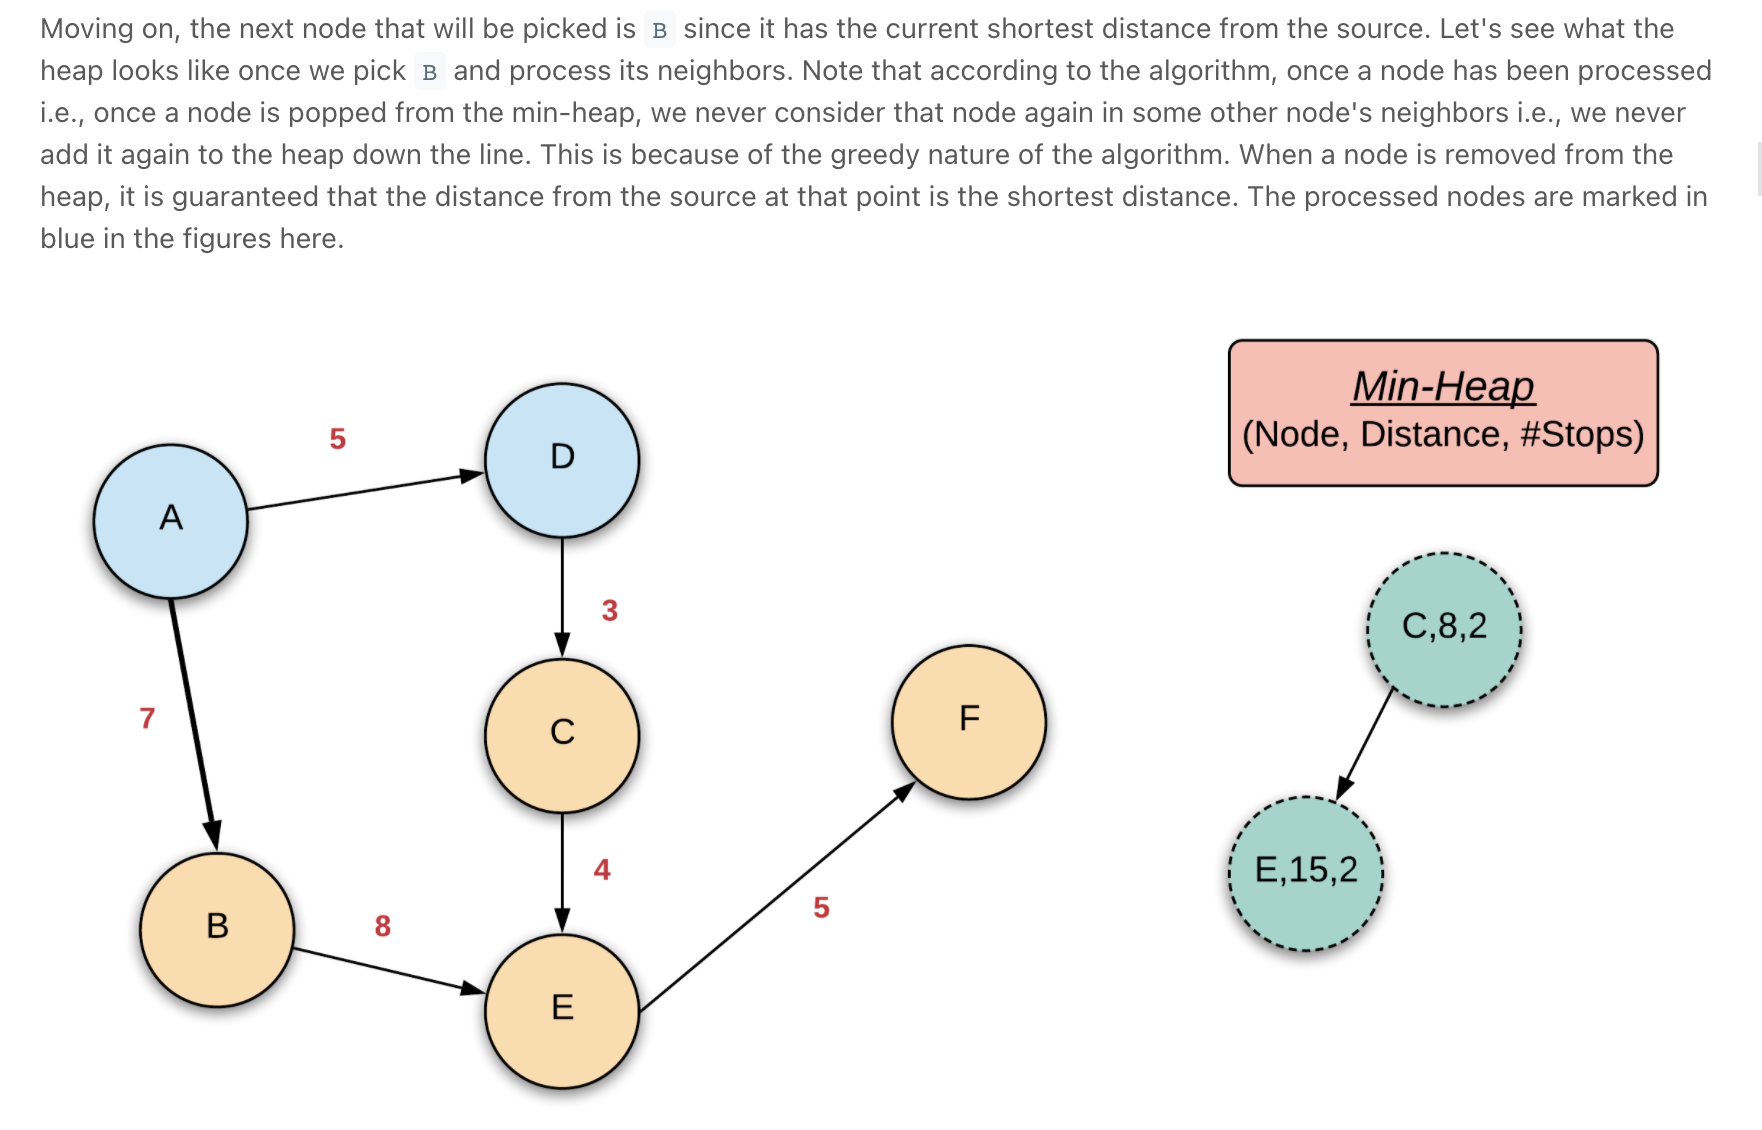 Moving on, the next node that will be picked is B since it has the current shortest distance from the source. Let's see what the
heap looks like once we pick B and process its neighbors. Note that according to the algorithm, once a node has been processed
i.e., once a node is popped from the min-heap, we never consider that node again in some other node's neighbors i.e., we never
add it again to the heap down the line. This is because of the greedy nature of the algorithm. When a node is removed from the
heap, it is guaranteed that the distance from the source at that point is the shortest distance. The processed nodes are marked in
blue in the figures here.
Min-Heap
(Node, Distance, #Stops)
5
D
A
3
C,8,2
7
C
F
4
E,15,2
B
8
5
E